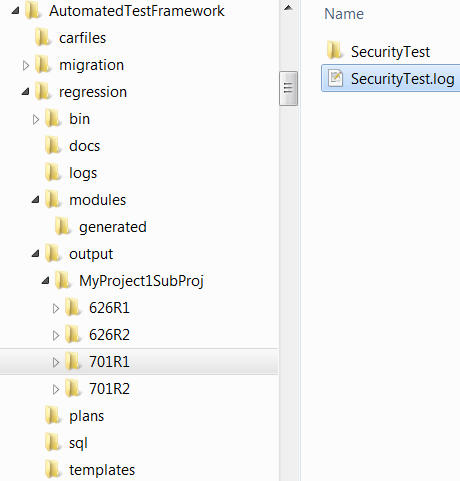 AutomatedTestFramework
carfiles
migration
regression
bin
docs
logs
modules
generated
output
MyProject1SubProj
626R1
626R2
701R1
701R2
plans
sql
templates
Name
SecurityTest
SecurityTest.log